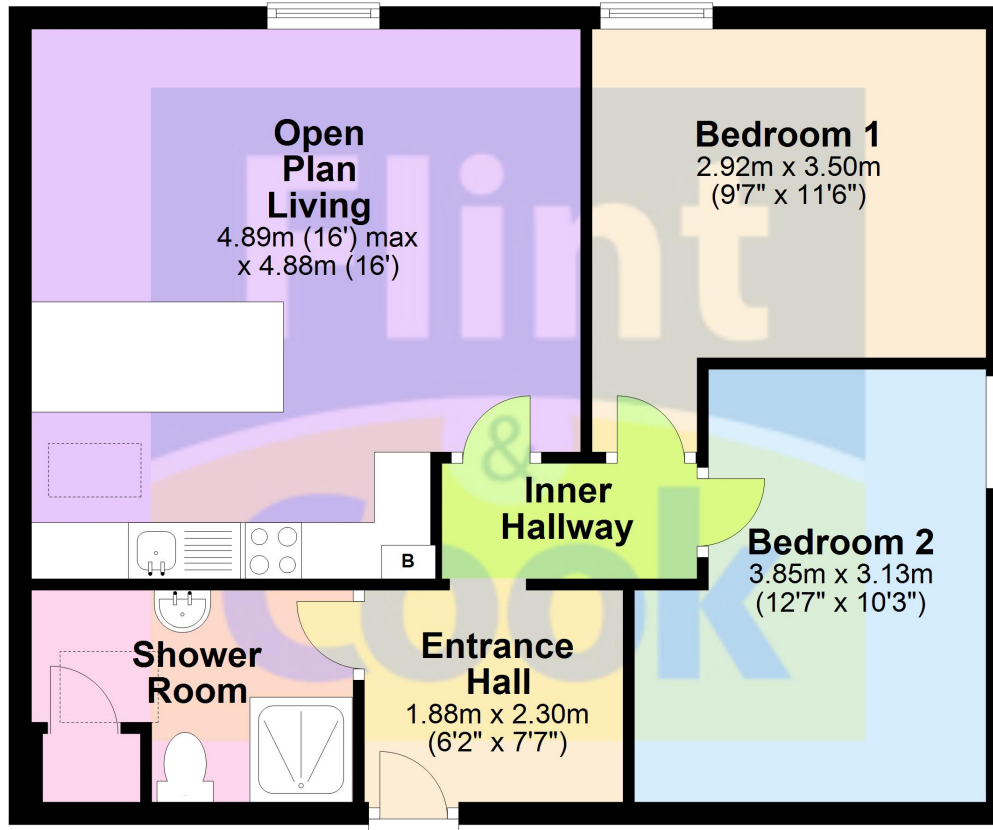 Open
Plan
Living
4.89m (16') max
x 4.88m (16')
Bedroom 1
2.92m x 3.50m
(9'7" x 11'6")
Flint
&
Cook
Inner
Hallway
B
Bedroom 2
3.85m x 3.13m
(12'7" x 10'3")
Shower
Room
Entrance
Hall
1.88m x 2.30m
(6'2" x 7'7")